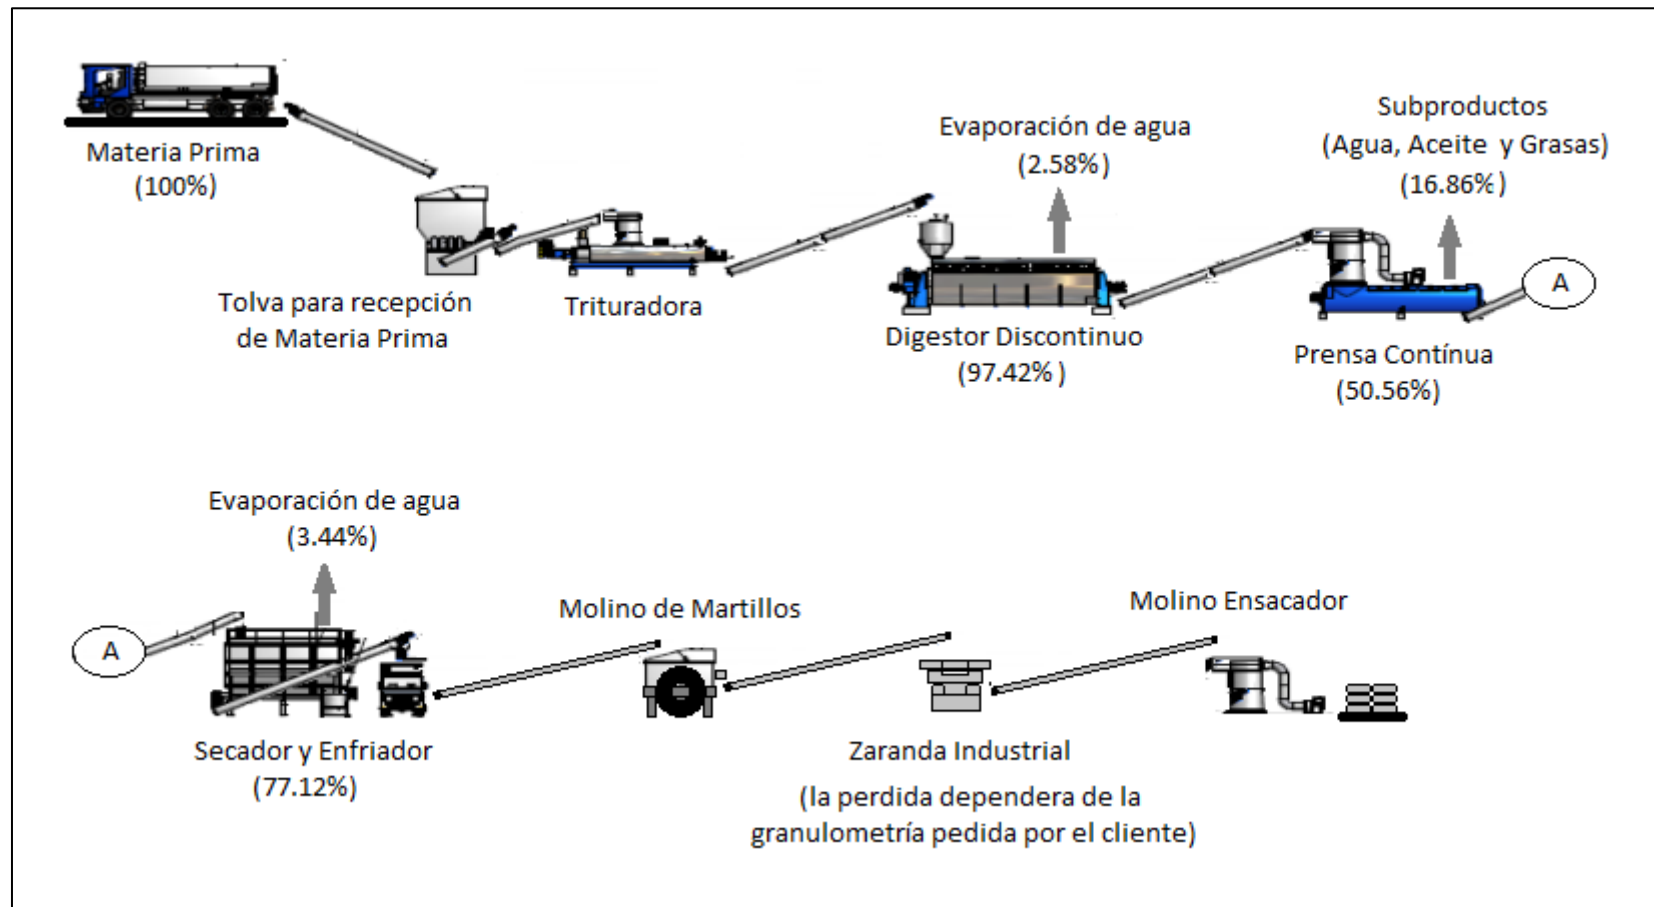 Materia Prima
(100%)
Tolva para recepción
de Materia Prima
Trituradora
Evaporación de agua
(2.58%)
Digestor Discontinuo
(97.42% )
Subproductos
(Agua, Aceite y Grasas)
(16.86%)
Prensa Contínua
(50.56%)
A
A
Evaporación de agua
(3.44%)
Secador y Enfriador
(77.12%)
Molino de Martillos
Zaranda Industrial
(la perdida dependera de la
granulometría pedida por el cliente)
Molino Ensacador